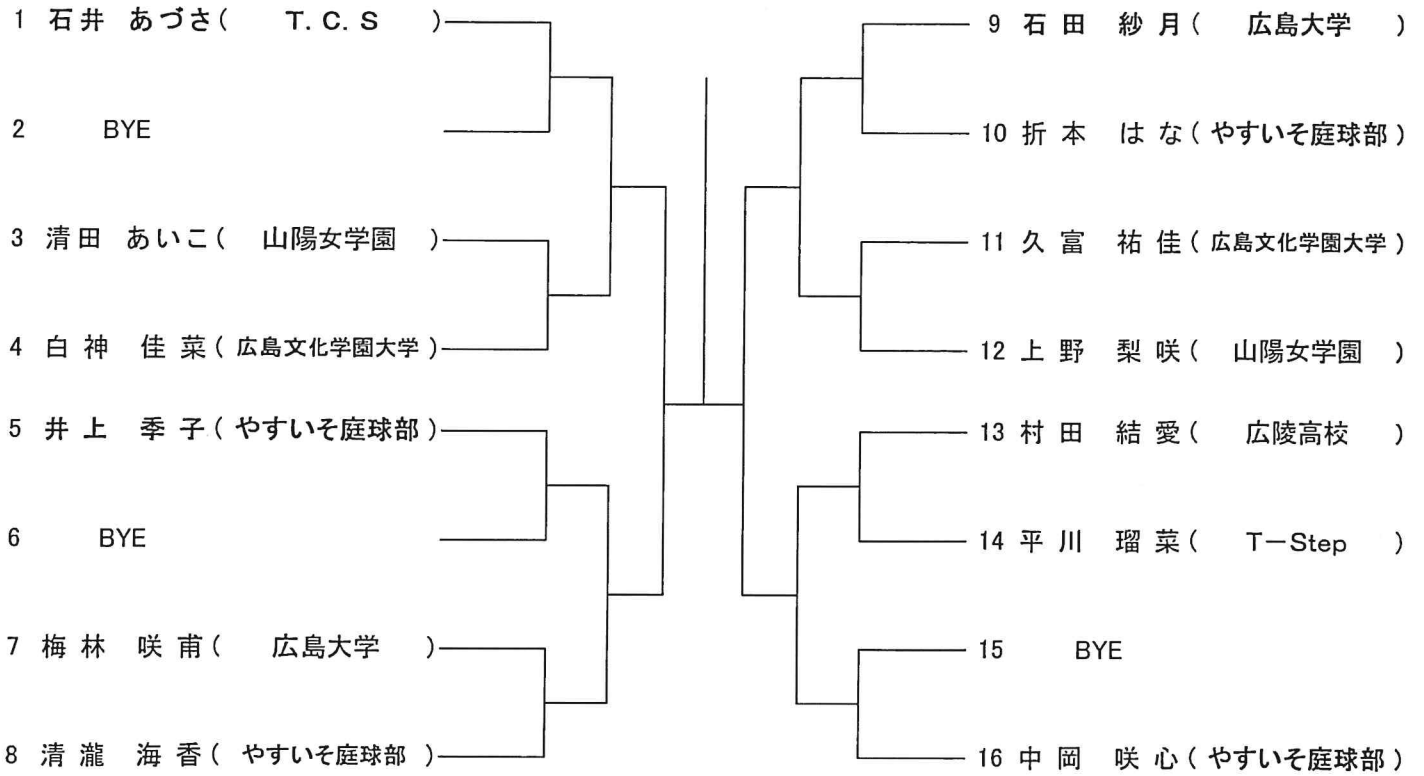 1 石井 あづさ( T.C.S )
2 BYE
3 清田 あいこ( 山陽女学園 )
4 白神 佳菜( 広島文化学園大学 )
5 井上 季子( やすいそ庭球部 )
6 BYE
7 梅林 咲甫( 広島大学 )
8 清瀧 海香( やすいそ庭球部 )
9 石田 紗月( 広島大学 )
10 折本 はな( やすいそ庭球部 )
11 久富 祐佳( 広島文化学園大学 )
12 上野 梨咲( 山陽女学園 )
13 村田 結愛( 広陵高校 )
14 平川 瑠菜( T-Step )
15 BYE
16 中岡 咲心( やすいそ庭球部 )